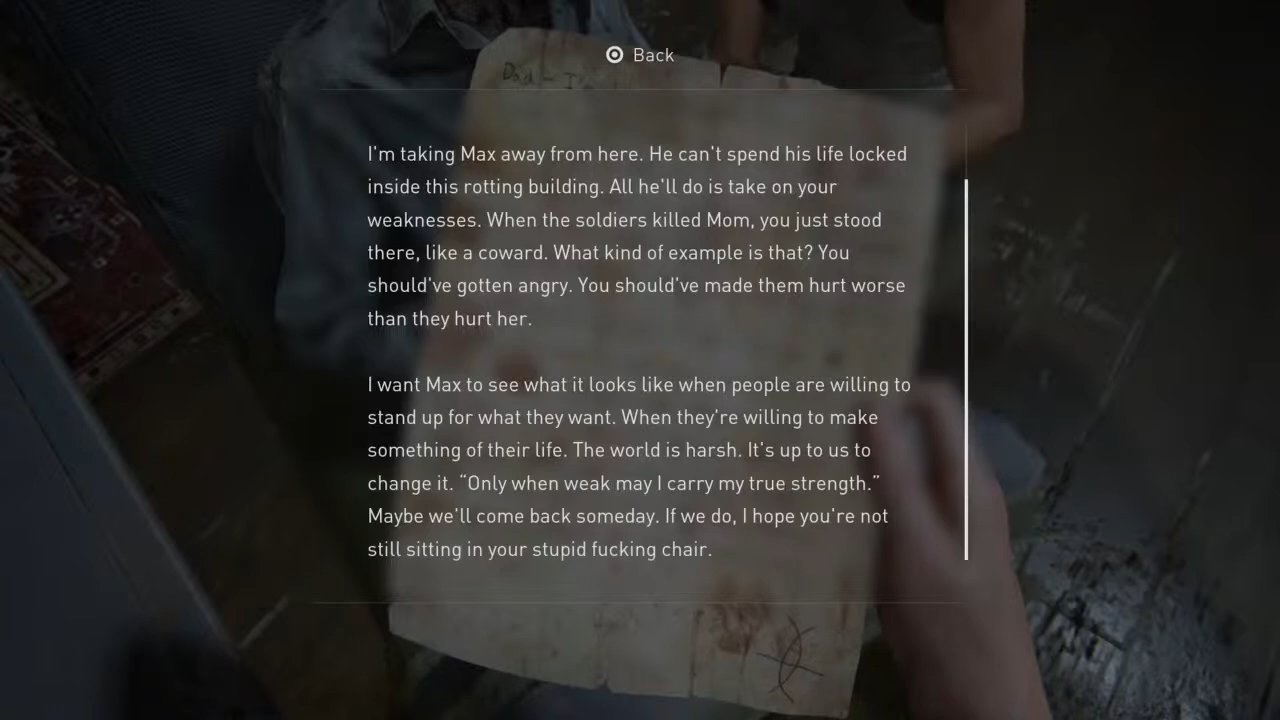 Back
Dad -
I'm taking Max away from here. He can't spend his life locked
inside this rotting building. All he'll do is take on your
weaknesses. When the soldiers killed Mom, you just stood
there, like a coward. What kind of example is that? You
should've gotten angry. You should've made them hurt worse
than they hurt her.
I want Max to see what it looks like when people are willing to
stand up for what they want. When they're willing to make
something of their life. The world is harsh. It's up to us to
change it. “Only when weak may I carry my true strength.”
Maybe we'll come back someday. If we do, I hope you're not
still sitting in your stupid fucking chair.